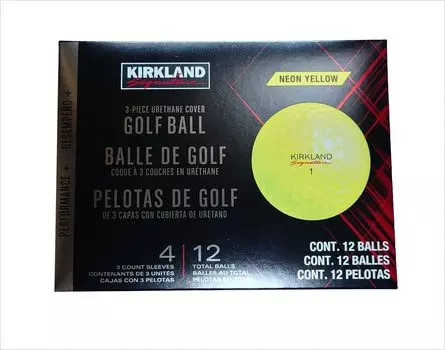 KIRKLAND
Signature
NEON YELLOW
3-PIECE URETHANE COVER
GOLF BALL
BALLE DE GOLF
COQUE À 3 COUCHES EN URÉTHANE
PELOTAS DE GOLF
DE 3 CAPAS CON CUBIERTA DE URETANO
KIRKLAND
Signature
1
4
3 COUNT SLEEVES
CONTENANTS DE 3 UNITÉS
CAJAS CON 3 PELOTAS
12
TOTAL BALLS
BALLES AU TOTAL
PELOTAS EN TOTAL
CONT. 12 BALLS
CONT. 12 BALLES
CONT. 12 PELOTAS
PERFORMANCE + DESEMPEÑO +